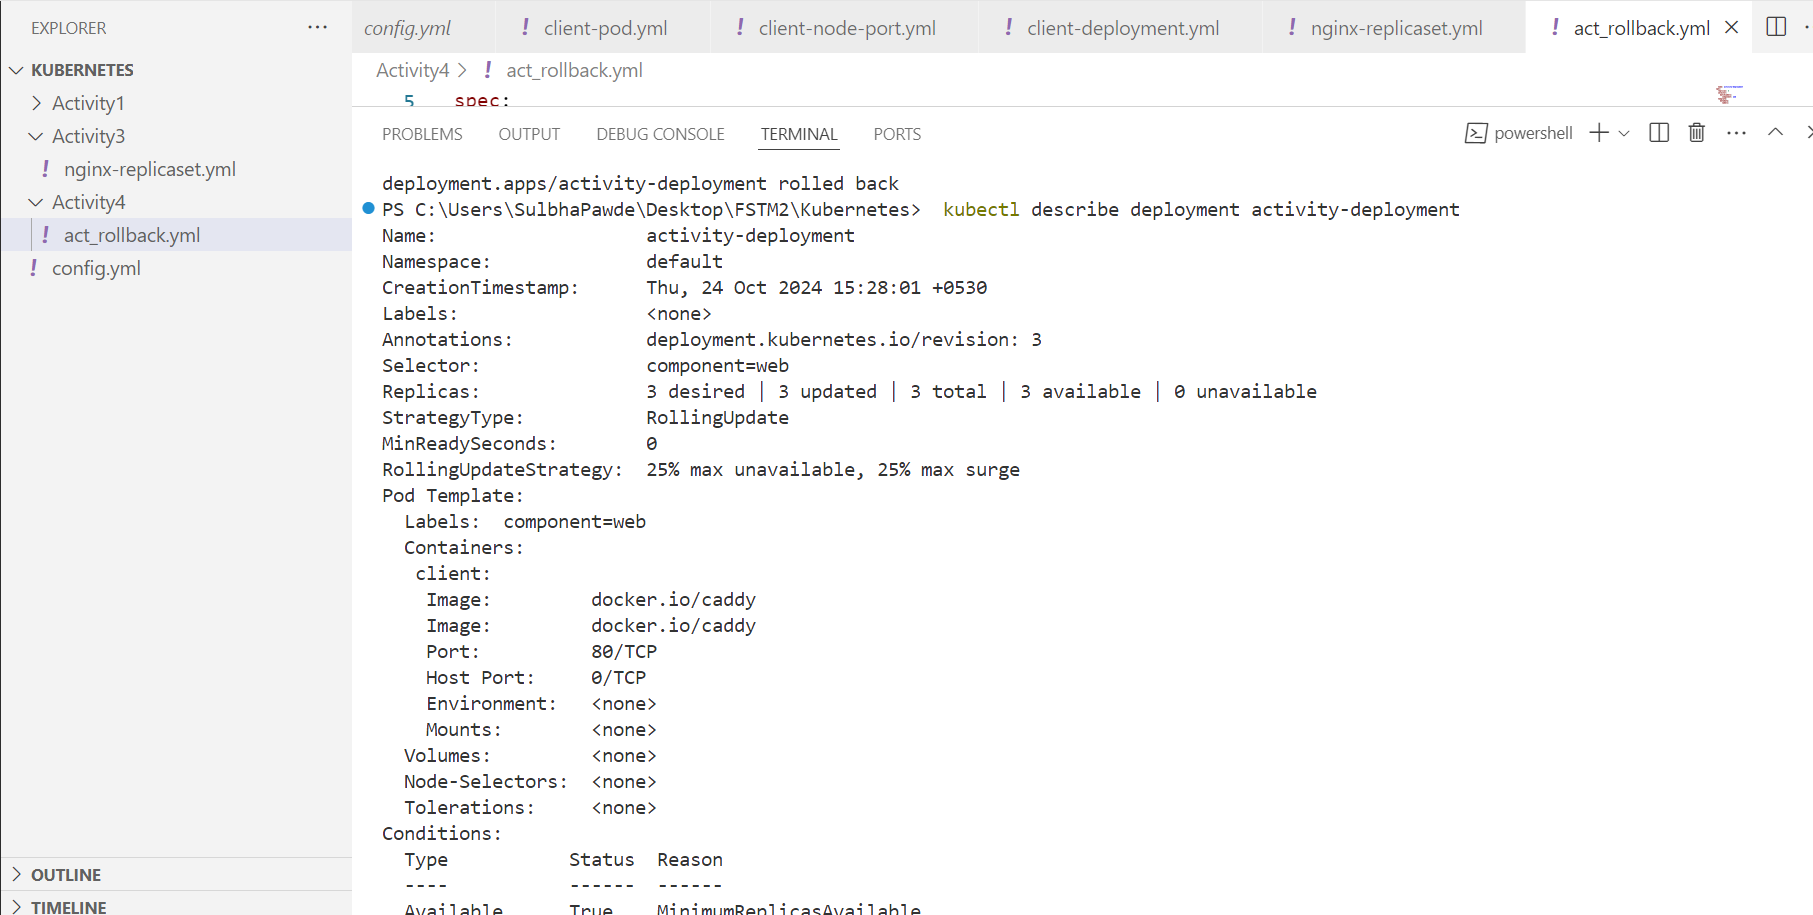 EXPLORER
KUBERNETES
Activity1
Activity3
! nginx-replicaset.yml
Activity4
! act_rollback.yml
! config.yml
OUTLINE
TIMELINE
config.yml ! client-pod.yml ! client-node-port.yml ! client-deployment.yml ! nginx-replicaset.yml ! act_rollback.yml
Activity4 > ! act_rollback.yml
5 spec:
PROBLEMS OUTPUT DEBUG CONSOLE TERMINAL PORTS powershell
deployment.apps/activity-deployment rolled back
PS C:\Users\SulbhaPawde\Desktop\FSTM2\Kubernetes> kubectl describe deployment activity-deployment
Name: activity-deployment
Namespace: default
CreationTimestamp: Thu, 24 Oct 2024 15:28:01 +0530
Labels: <none>
Annotations: deployment.kubernetes.io/revision: 3
Selector: component=web
Replicas: 3 desired | 3 updated | 3 total | 3 available | 0 unavailable
StrategyType: RollingUpdate
MinReadySeconds: 0
RollingUpdateStrategy: 25% max unavailable, 25% max surge
Pod Template:
Labels: component=web
Containers:
client:
Image: docker.io/caddy
Image: docker.io/caddy
Port: 80/TCP
Host Port: 0/TCP
Environment: <none>
Mounts: <none>
Volumes: <none>
Node-Selectors: <none>
Tolerations: <none>
Conditions:
Type Status Reason
---- ------ ------
Available True MinimumReplicasAvailable